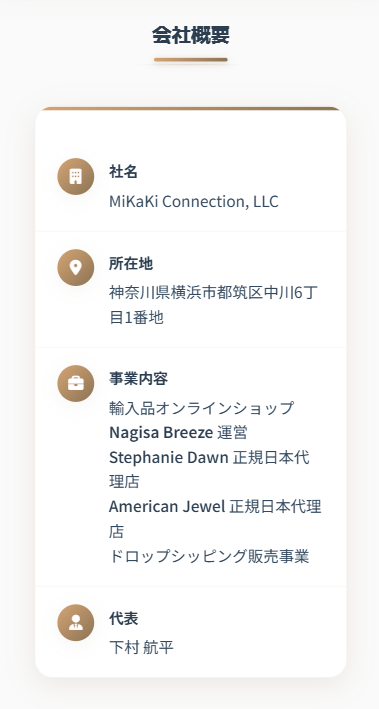 会社概要
社名
MiKaKi Connection, LLC
所在地
神奈川県横浜市都筑区中川6丁
目1番地
事業内容
輸入品オンラインショップ
Nagisa Breeze 運営
Stephanie Dawn 正規日本代
理店
American Jewel 正規日本代理
店
ドロップシッピング販売事業
代表
下村 航平